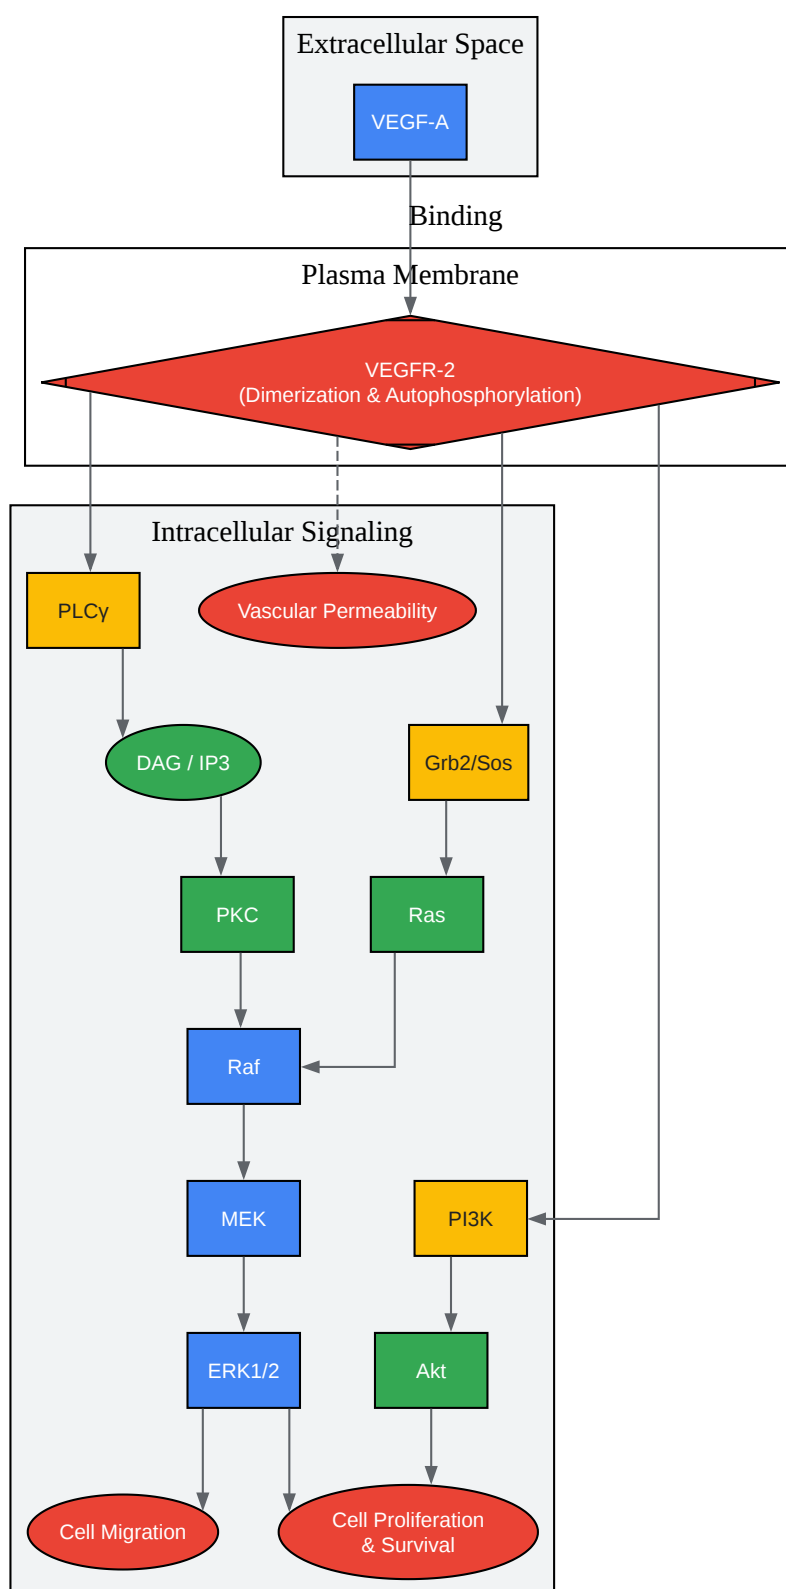 Extracellular Space
VEGF-A
Binding
Plasma Membrane
VEGFR-2
(Dimerization & Autophosphorylation)
Intracellular Signaling
PLCγ
Vascular Permeability
DAG / IP3
Grb2/Sos
PKC
Ras
Raf
MEK
PI3K
ERK1/2
Akt
Cell Migration
Cell Proliferation
& Survival